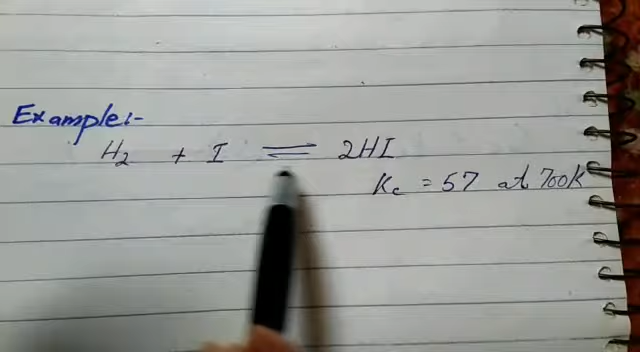 Example:-
H₂ + I ⇌ 2HI
Kc = 57 at 700K